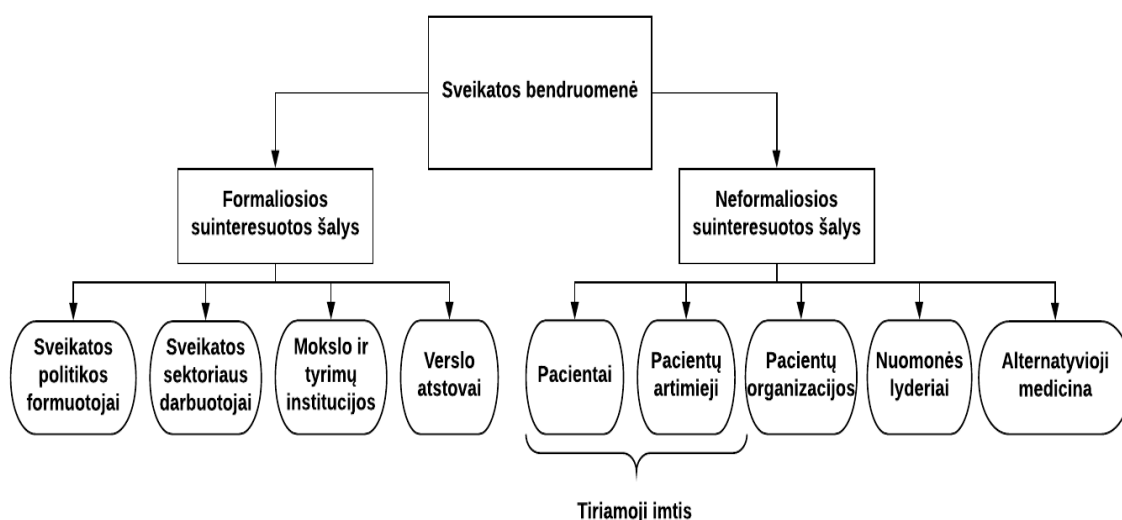 Sveikatos bendruomenė
Formaliosios
suinteresuotos šalys
Neformaliosios
suinteresuotos šalys
Sveikatos
politikos
formuotojai
Sveikatos
sektoriaus
darbuotojai
Mokslo ir
tyrimų
institucijos
Verslo
atstovai
Pacientai
Pacientų
artimieji
Pacientų
organizacijos
Nuomonės
lyderiai
Alternatyvioji
medicina
Tiriamoji imtis